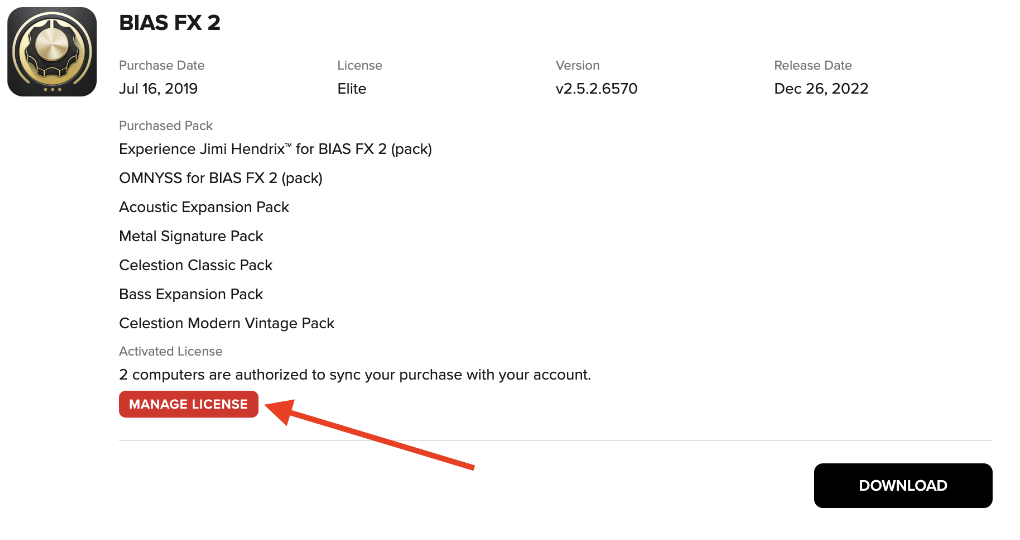 BIAS FX 2
Purchase Date License Version Release Date
Jul 16, 2019 Elite v2.5.2.6570 Dec 26, 2022
Purchased Pack
Experience Jimi Hendrix™ for BIAS FX 2 (pack)
OMNYSS for BIAS FX 2 (pack)
Acoustic Expansion Pack
Metal Signature Pack
Celestion Classic Pack
Bass Expansion Pack
Celestion Modern Vintage Pack
Activated License
2 computers are authorized to sync your purchase with your account.
MANAGE LICENSE
DOWNLOAD